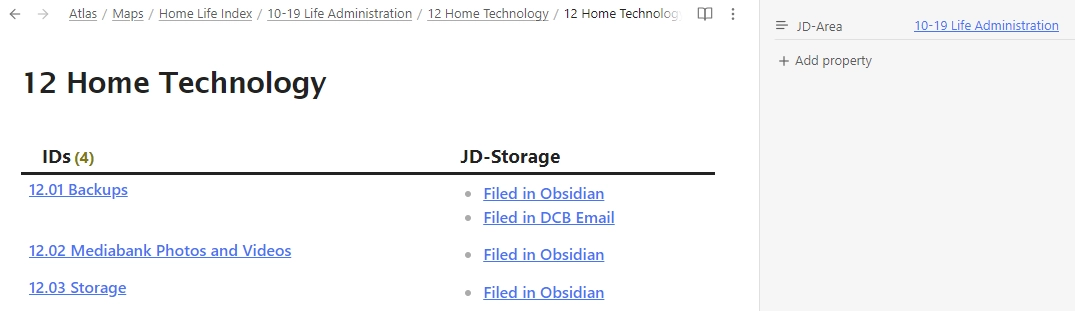 Atlas / Maps / Home Life Index / 10-19 Life Administration / 12 Home Technology / 12 Home Technolog
JD-Area 10-19 Life Administration
+ Add property
12 Home Technology
IDs (4) JD-Storage
12.01 Backups • Filed in Obsidian
• Filed in DCB Email
12.02 Mediabank Photos and Videos • Filed in Obsidian
12.03 Storage • Filed in Obsidian